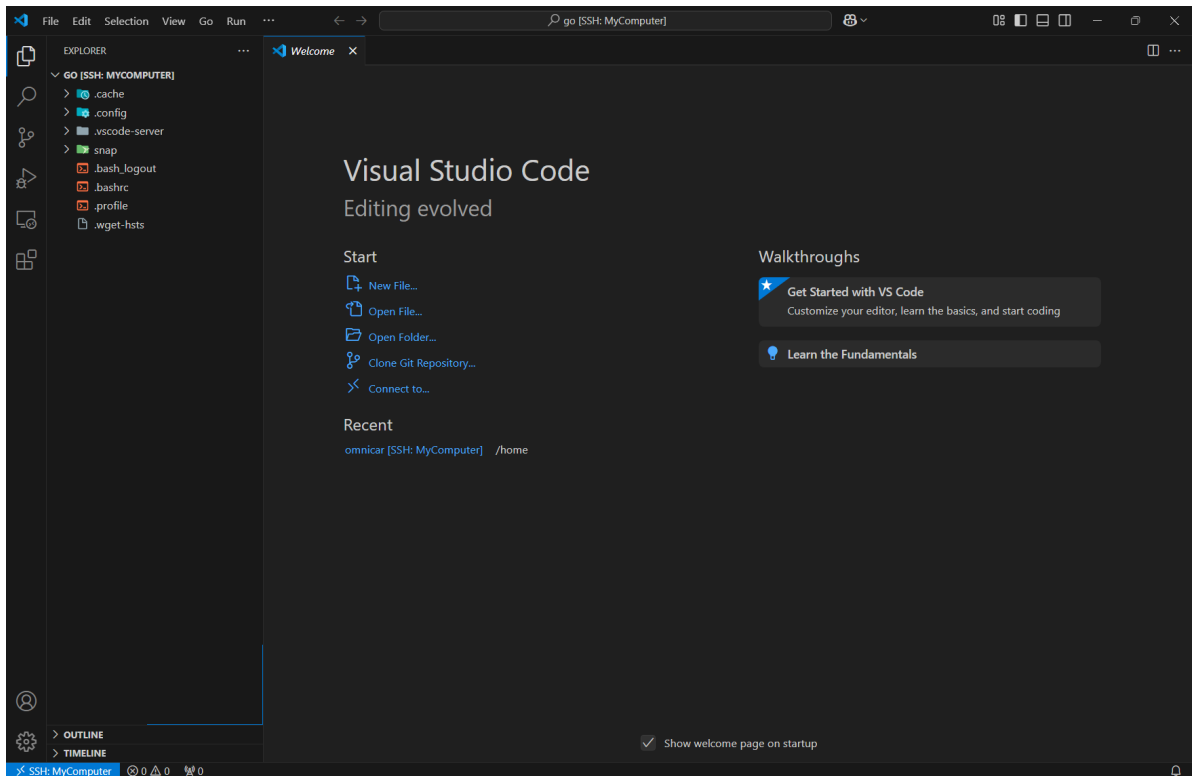 File Edit Selection View Go Run ... go [SSH: MyComputer]
EXPLORER ...
GO [SSH: MYCOMPUTER]
.cache
.config
.vscode-server
snap
.bash_logout
.bashrc
.profile
.wget-hsts
OUTLINE
TIMELINE
Welcome
Visual Studio Code
Editing evolved
Start
New File...
Open File...
Open Folder...
Clone Git Repository...
Connect to...
Recent
omnicar [SSH: MyComputer] /home
Walkthroughs
Get Started with VS Code
Customize your editor, learn the basics, and start coding
Learn the Fundamentals
Show welcome page on startup
SSH: MyComputer 0 0 0